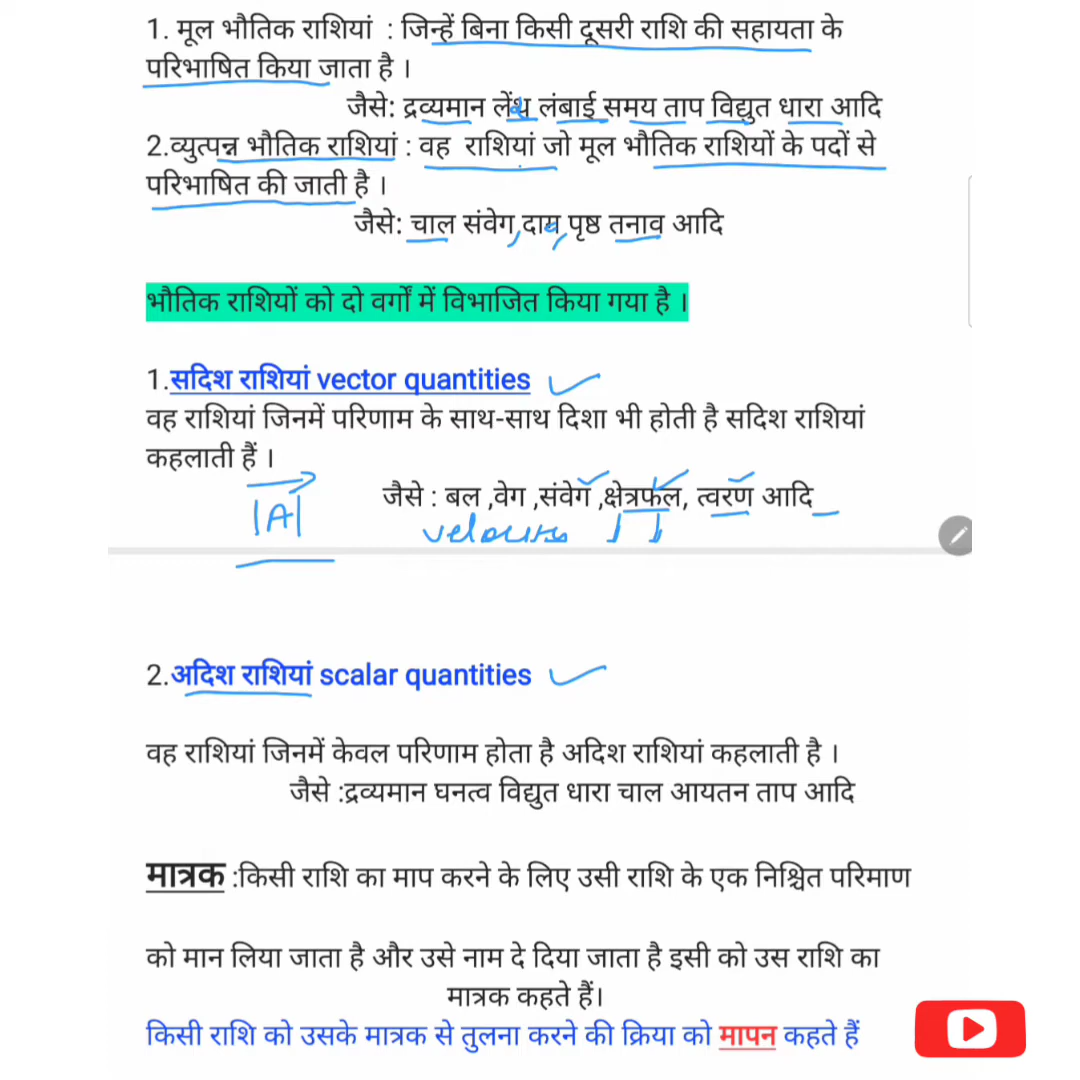 1. मूल भौतिक राशियां : जिन्हें बिना किसी दूसरी राशि की सहायता के
परिभाषित किया जाता है ।
जैसे: द्रव्यमान लंबाई समय ताप विद्युत धारा आदि
2.व्युत्पन्न भौतिक राशियां : वह राशियां जो मूल भौतिक राशियों के पदों से
परिभाषित की जाती है ।
जैसे: चाल संवेग, पृष्ठ तनाव आदि
भौतिक राशियों को दो वर्गों में विभाजित किया गया है ।
1.सदिश राशियां vector quantities
वह राशियां जिनमें परिणाम के साथ-साथ दिशा भी होती है सदिश राशियां
कहलाती हैं ।
जैसे : बल ,वेग ,संवेग ,क्षेत्रफल, त्वरण आदि
|A|
2.अदिश राशियां scalar quantities
वह राशियां जिनमें केवल परिणाम होता है अदिश राशियां कहलाती है ।
जैसे :द्रव्यमान घनत्व विद्युत धारा चाल आयतन ताप आदि
मात्रक :किसी राशि का माप करने के लिए उसी राशि के एक निश्चित परिमाण
को मान लिया जाता है और उसे नाम दे दिया जाता है इसी को उस राशि का
मात्रक कहते हैं।
किसी राशि को उसके मात्रक से तुलना करने की क्रिया को मापन कहते हैं